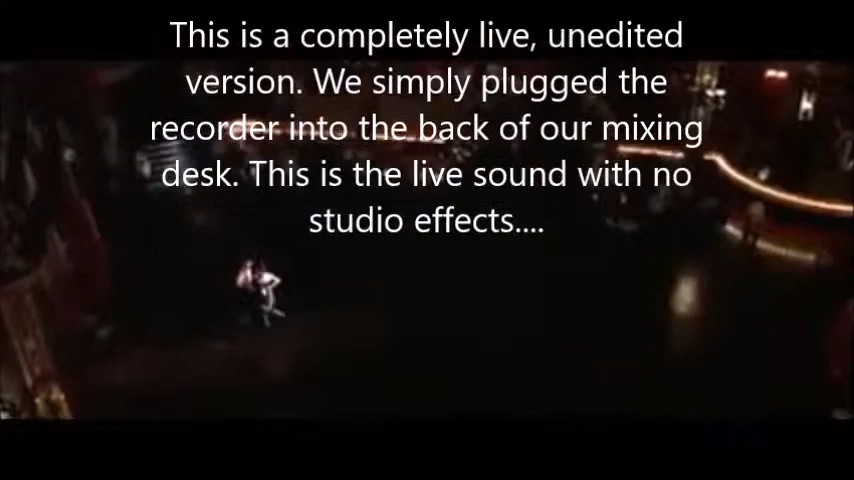 This is a completely live, unedited
version. We simply plugged the
recorder into the back of our mixing
desk. This is the live sound with no
studio effects....